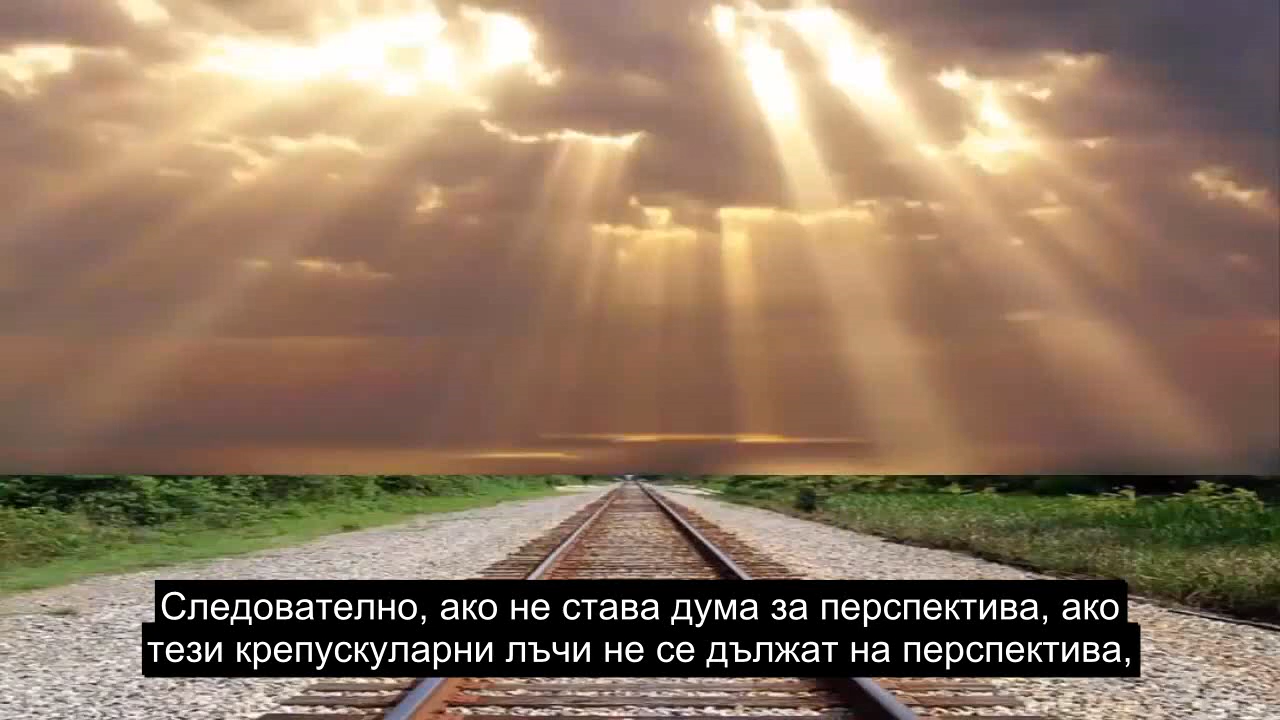 Следователно, ако не става дума за перспектива, ако
тези крепускуларни лъчи не се дължат на перспектива,